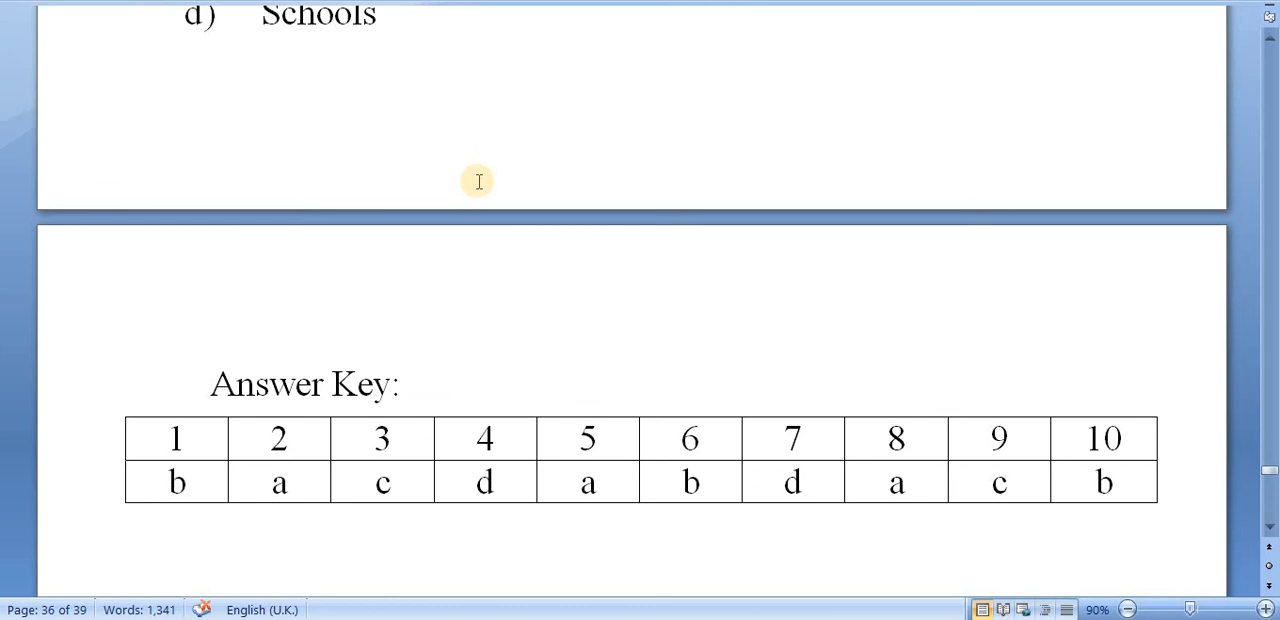 d) Schools
Answer Key:
1 2 3 4 5 6 7 8 9 10
b a c d a b d a c b
Page: 36 of 39 Words: 1,341 English (U.K.) 90%